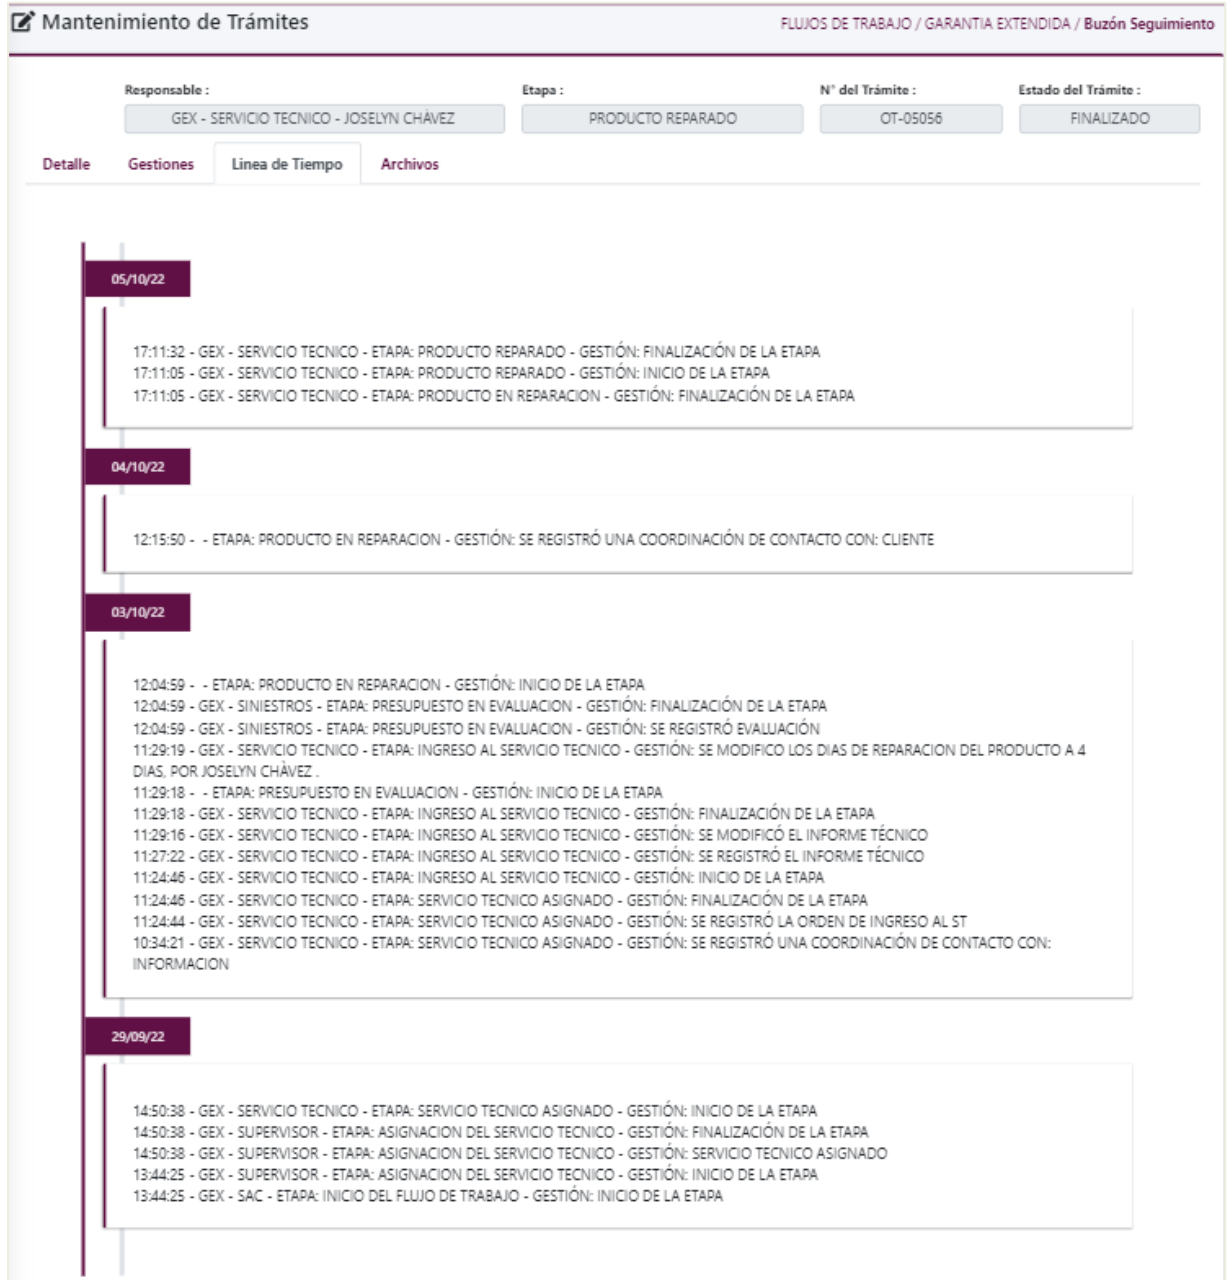 Mantenimiento de Trámites
FLUJOS DE TRABAJO / GARANTIA EXTENDIDA / Buzón Seguimiento
Responsable :
Etapa :
N° del Trámite :
Estado del Trámite :
GEX - SERVICIO TECNICO - JOSELYN CHÀVEZ
PRODUCTO REPARADO
OT-05056
FINALIZADO
Detalle
Gestiones
Linea de Tiempo
Archivos
05/10/22
17:11:32 - GEX - SERVICIO TECNICO - ETAPA: PRODUCTO REPARADO - GESTIÓN: FINALIZACIÓN DE LA ETAPA
17:11:05 - GEX - SERVICIO TECNICO - ETAPA: PRODUCTO REPARADO - GESTIÓN: INICIO DE LA ETAPA
17:11:05 - GEX - SERVICIO TECNICO - ETAPA: PRODUCTO EN REPARACION - GESTIÓN: FINALIZACIÓN DE LA ETAPA
04/10/22
12:15:50 - - ETAPA: PRODUCTO EN REPARACION - GESTIÓN: SE REGISTRÓ UNA COORDINACIÓN DE CONTACTO CON: CLIENTE
03/10/22
12:04:59 - - ETAPA: PRODUCTO EN REPARACION - GESTIÓN: INICIO DE LA ETAPA
12:04:59 - GEX - SINIESTROS - ETAPA: PRESUPUESTO EN EVALUACION - GESTIÓN: FINALIZACIÓN DE LA ETAPA
12:04:59 - GEX - SINIESTROS - ETAPA: PRESUPUESTO EN EVALUACION - GESTIÓN: SE REGISTRÓ EVALUACIÓN
11:29:19 - GEX - SERVICIO TECNICO - ETAPA: INGRESO AL SERVICIO TECNICO - GESTIÓN: SE MODIFICO LOS DIAS DE REPARACION DEL PRODUCTO A 4
DIAS, POR JOSELYN CHÀVEZ .
11:29:18 - - ETAPA: PRESUPUESTO EN EVALUACION - GESTIÓN: INICIO DE LA ETAPA
11:29:18 - GEX - SERVICIO TECNICO - ETAPA: INGRESO AL SERVICIO TECNICO - GESTIÓN: FINALIZACIÓN DE LA ETAPA
11:29:16 - GEX - SERVICIO TECNICO - ETAPA: INGRESO AL SERVICIO TECNICO - GESTIÓN: SE MODIFICÓ EL INFORME TÉCNICO
11:27:22 - GEX - SERVICIO TECNICO - ETAPA: INGRESO AL SERVICIO TECNICO - GESTIÓN: SE REGISTRÓ EL INFORME TÉCNICO
11:24:46 - GEX - SERVICIO TECNICO - ETAPA: INGRESO AL SERVICIO TECNICO - GESTIÓN: INICIO DE LA ETAPA
11:24:46 - GEX - SERVICIO TECNICO - ETAPA: SERVICIO TECNICO ASIGNADO - GESTIÓN: FINALIZACIÓN DE LA ETAPA
11:24:44 - GEX - SERVICIO TECNICO - ETAPA: SERVICIO TECNICO ASIGNADO - GESTIÓN: SE REGISTRÓ LA ORDEN DE INGRESO AL ST
10:34:21 - GEX - SERVICIO TECNICO - ETAPA: SERVICIO TECNICO ASIGNADO - GESTIÓN: SE REGISTRÓ UNA COORDINACIÓN DE CONTACTO CON:
INFORMACION
29/09/22
14:50:38 - GEX - SERVICIO TECNICO - ETAPA: SERVICIO TECNICO ASIGNADO - GESTIÓN: INICIO DE LA ETAPA
14:50:38 - GEX - SUPERVISOR - ETAPA: ASIGNACION DEL SERVICIO TECNICO - GESTIÓN: FINALIZACIÓN DE LA ETAPA
14:50:38 - GEX - SUPERVISOR - ETAPA: ASIGNACION DEL SERVICIO TECNICO - GESTIÓN: SERVICIO TECNICO ASIGNADO
13:44:25 - GEX - SUPERVISOR - ETAPA: ASIGNACION DEL SERVICIO TECNICO - GESTIÓN: INICIO DE LA ETAPA
13:44:25 - GEX - SAC - ETAPA: INICIO DEL FLUJO DE TRABAJO - GESTIÓN: INICIO DE LA ETAPA